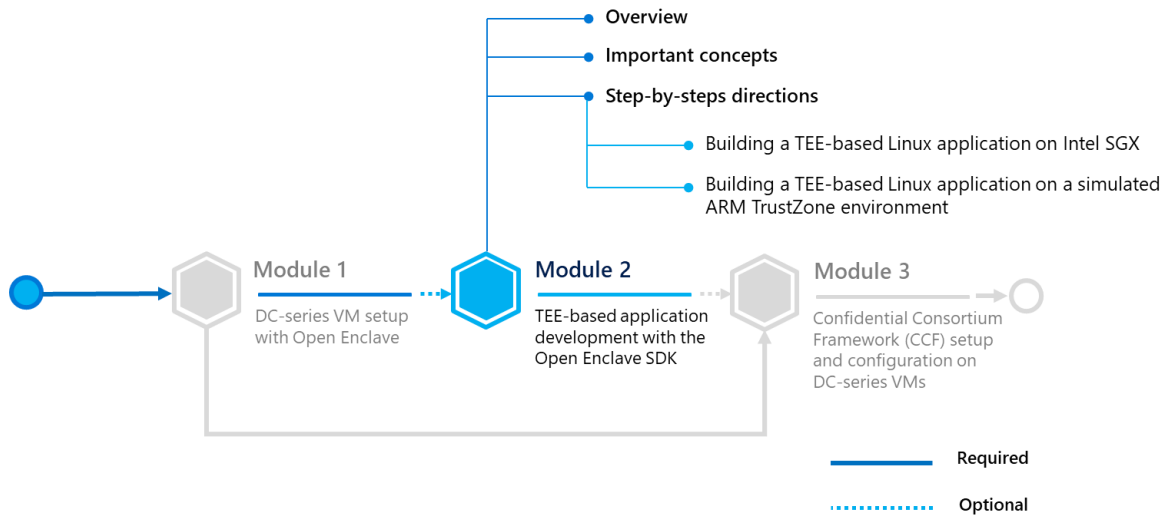 Overview
Important concepts
Step-by-steps directions
Building a TEE-based Linux application on Intel SGX
Building a TEE-based Linux application on a simulated
ARM TrustZone environment
Module 1
DC-series VM setup
with Open Enclave
Module 2
TEE-based application
development with the
Open Enclave SDK
Module 3
Confidential Consortium
Framework (CCF) setup
and configuration on
DC-series VMs
Required
Optional